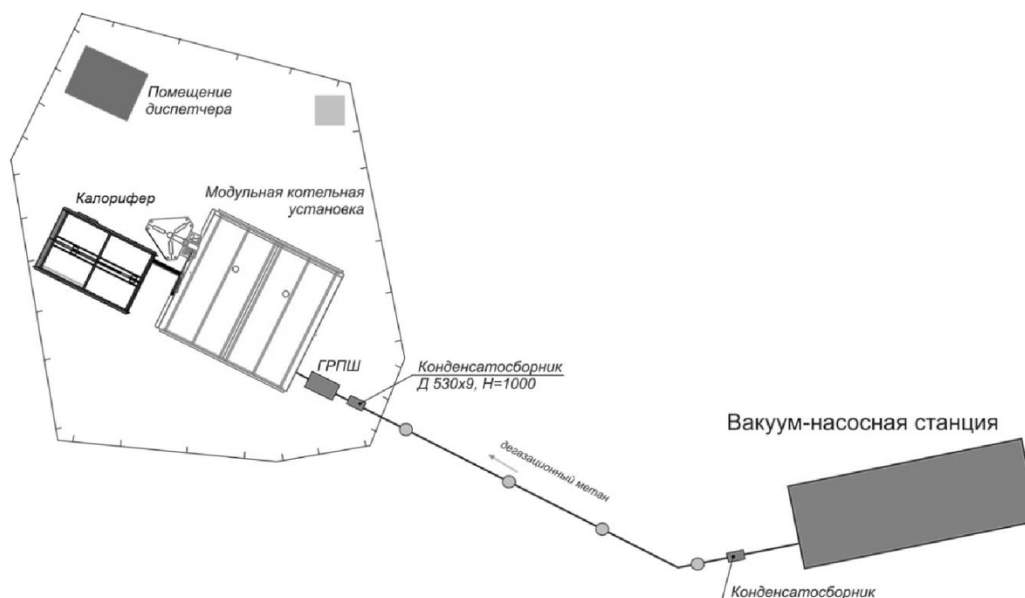 Помещение
диспетчера
Калорифер
Модульная котельная
установка
ГРПШ
Конденсатосборник
Д 530х9, Н=1000
дегазационный метан
Вакуум-насосная станция
Конденсатосборник